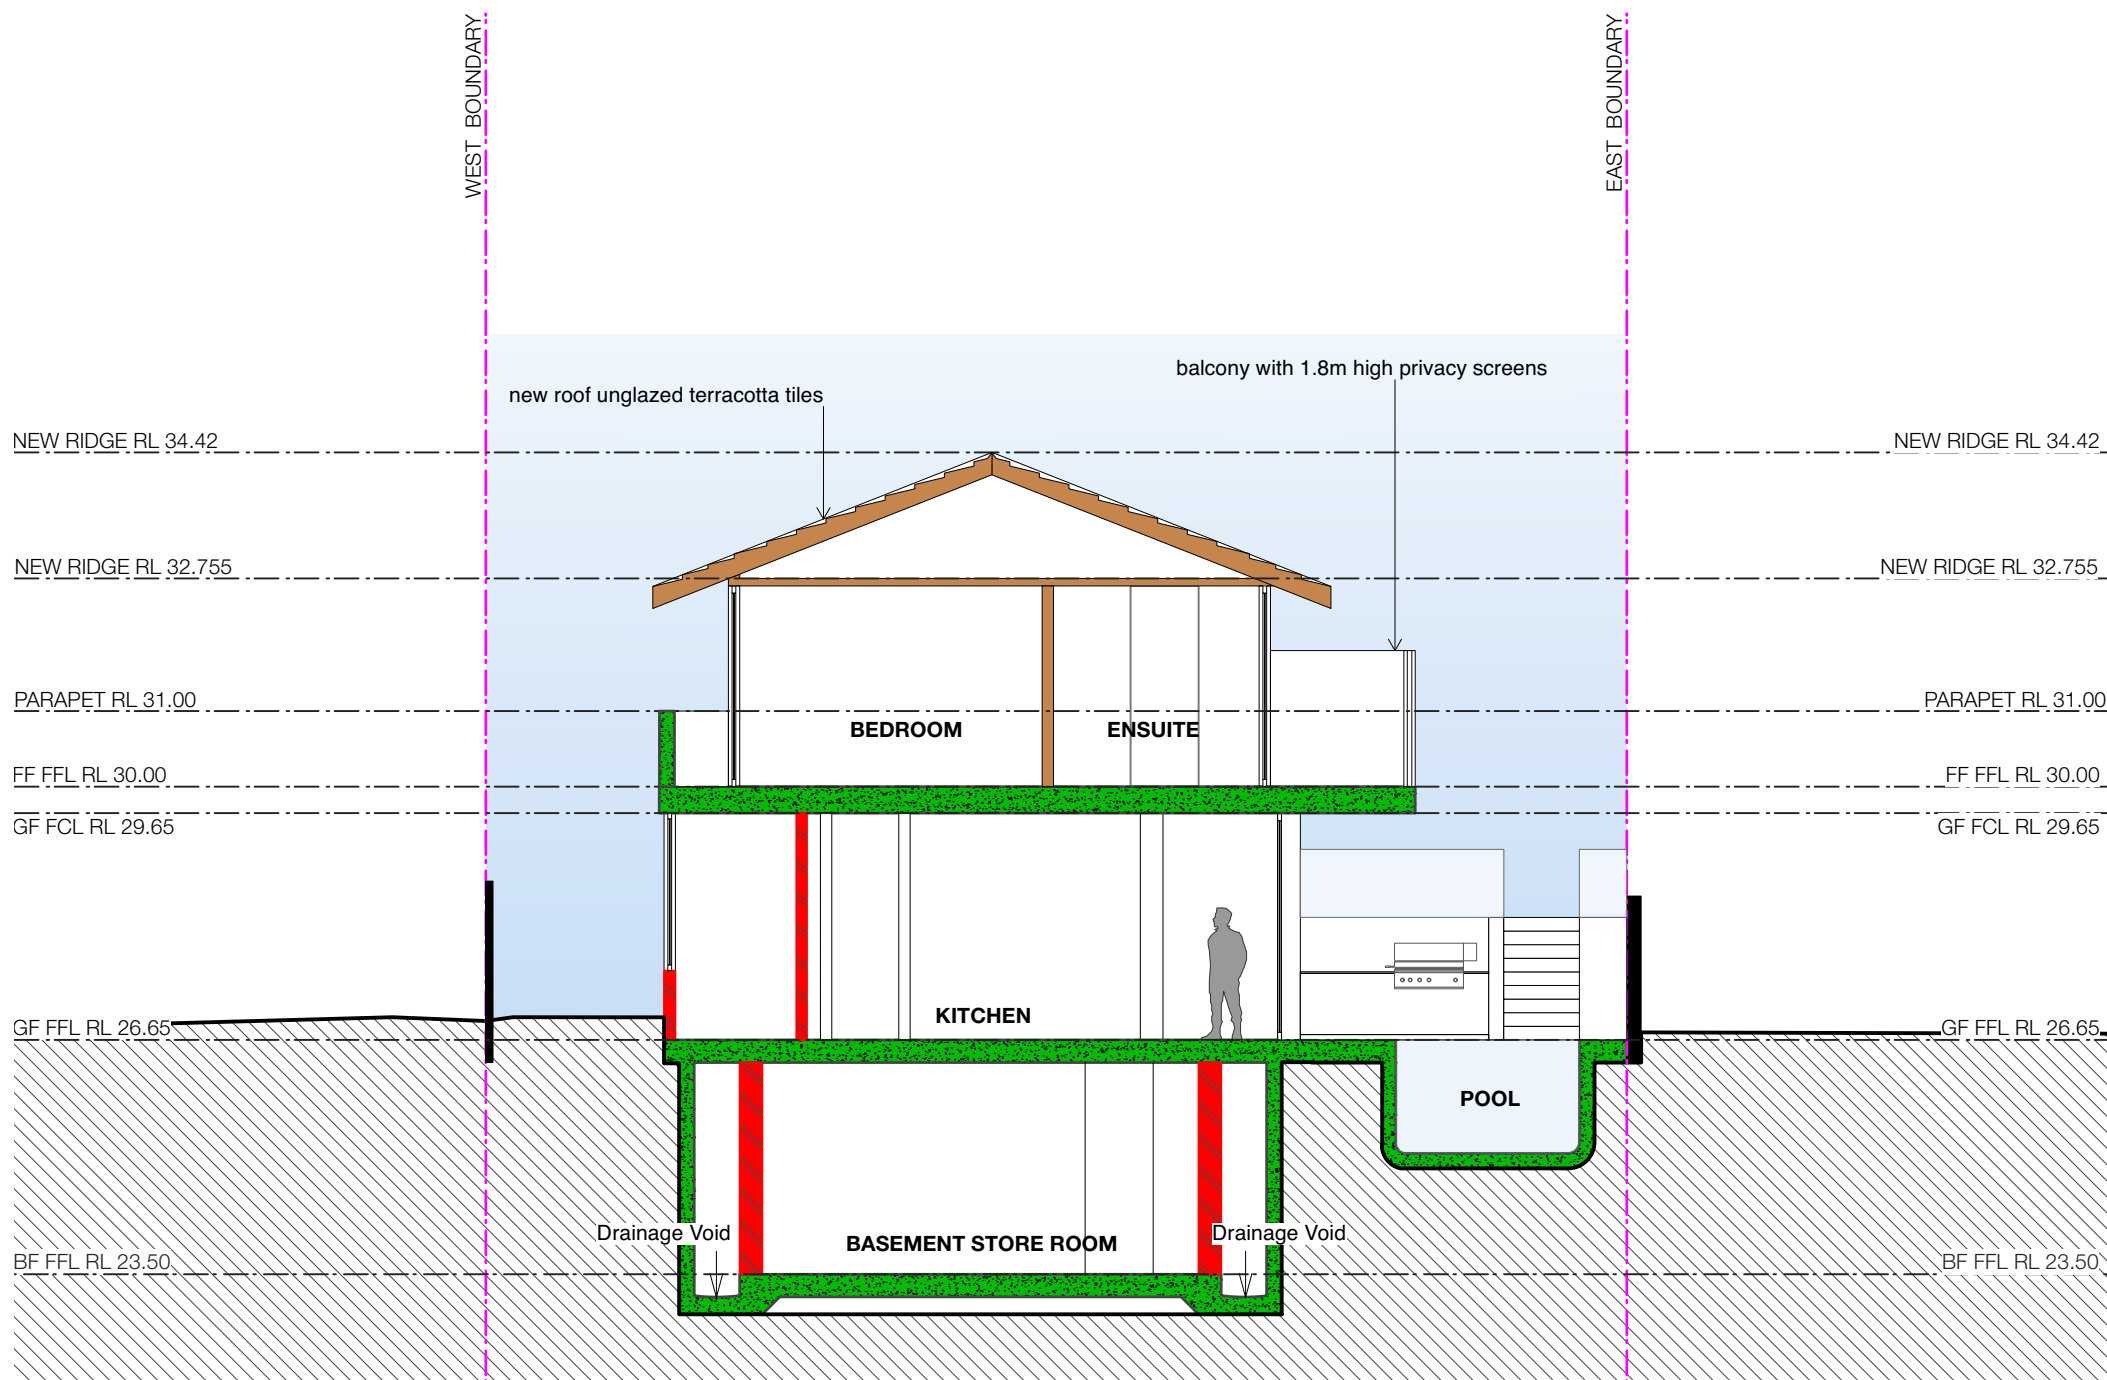 WEST BOUNDARY
EAST BOUNDARY
balcony with 1.8m high privacy screens
new roof unglazed terracotta tiles
NEW RIDGE RL 34.42
NEW RIDGE RL 34.42
NEW RIDGE RL 32.755
NEW RIDGE RL 32.755
PARAPET RL 31.00
PARAPET RL 31.00
BEDROOM
ENSUITE
FF FFL RL 30.00
FF FFL RL 30.00
GF FCL RL 29.65
GF FCL RL 29.65
KITCHEN
GF FFL RL 26.65
GF FFL RL 26.65
POOL
Drainage Void
BASEMENT STORE ROOM
Drainage Void
BF FFL RL 23.50
BF FFL RL 23.50